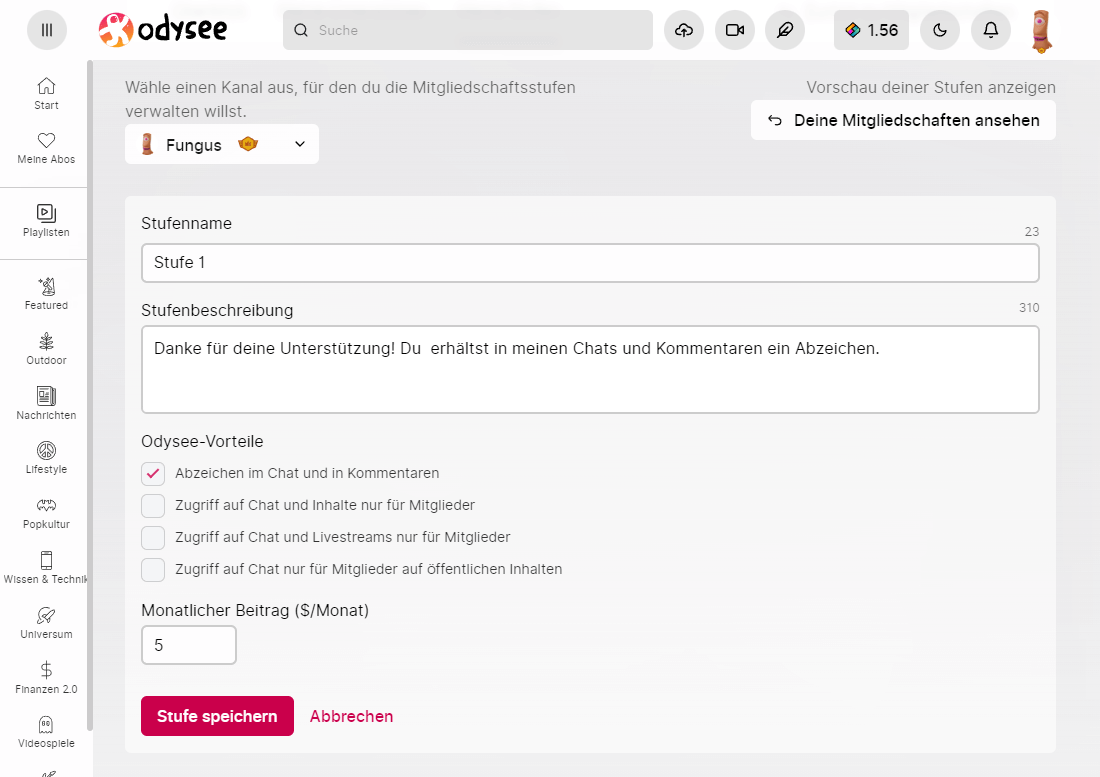 odysee
Suche
1.56
Start
Meine Abos
Playlisten
Featured
Outdoor
Nachrichten
Lifestyle
Popkultur
Wissen & Technik
Universum
Finanzen 2.0
Videospiele
Wähle einen Kanal aus, für den du die Mitgliedschaftsstufen
verwalten willst.
Fungus
Vorschau deiner Stufen anzeigen
Deine Mitgliedschaften ansehen
Stufenname
23
Stufe 1
Stufenbeschreibung
310
Danke für deine Unterstützung! Du  erhältst in meinen Chats und Kommentaren ein Abzeichen.
Odysee-Vorteile
Abzeichen im Chat und in Kommentaren
Zugriff auf Chat und Inhalte nur für Mitglieder
Zugriff auf Chat und Livestreams nur für Mitglieder
Zugriff auf Chat nur für Mitglieder auf öffentlichen Inhalten
Monatlicher Beitrag ($/Monat)
5
Stufe speichern
Abbrechen